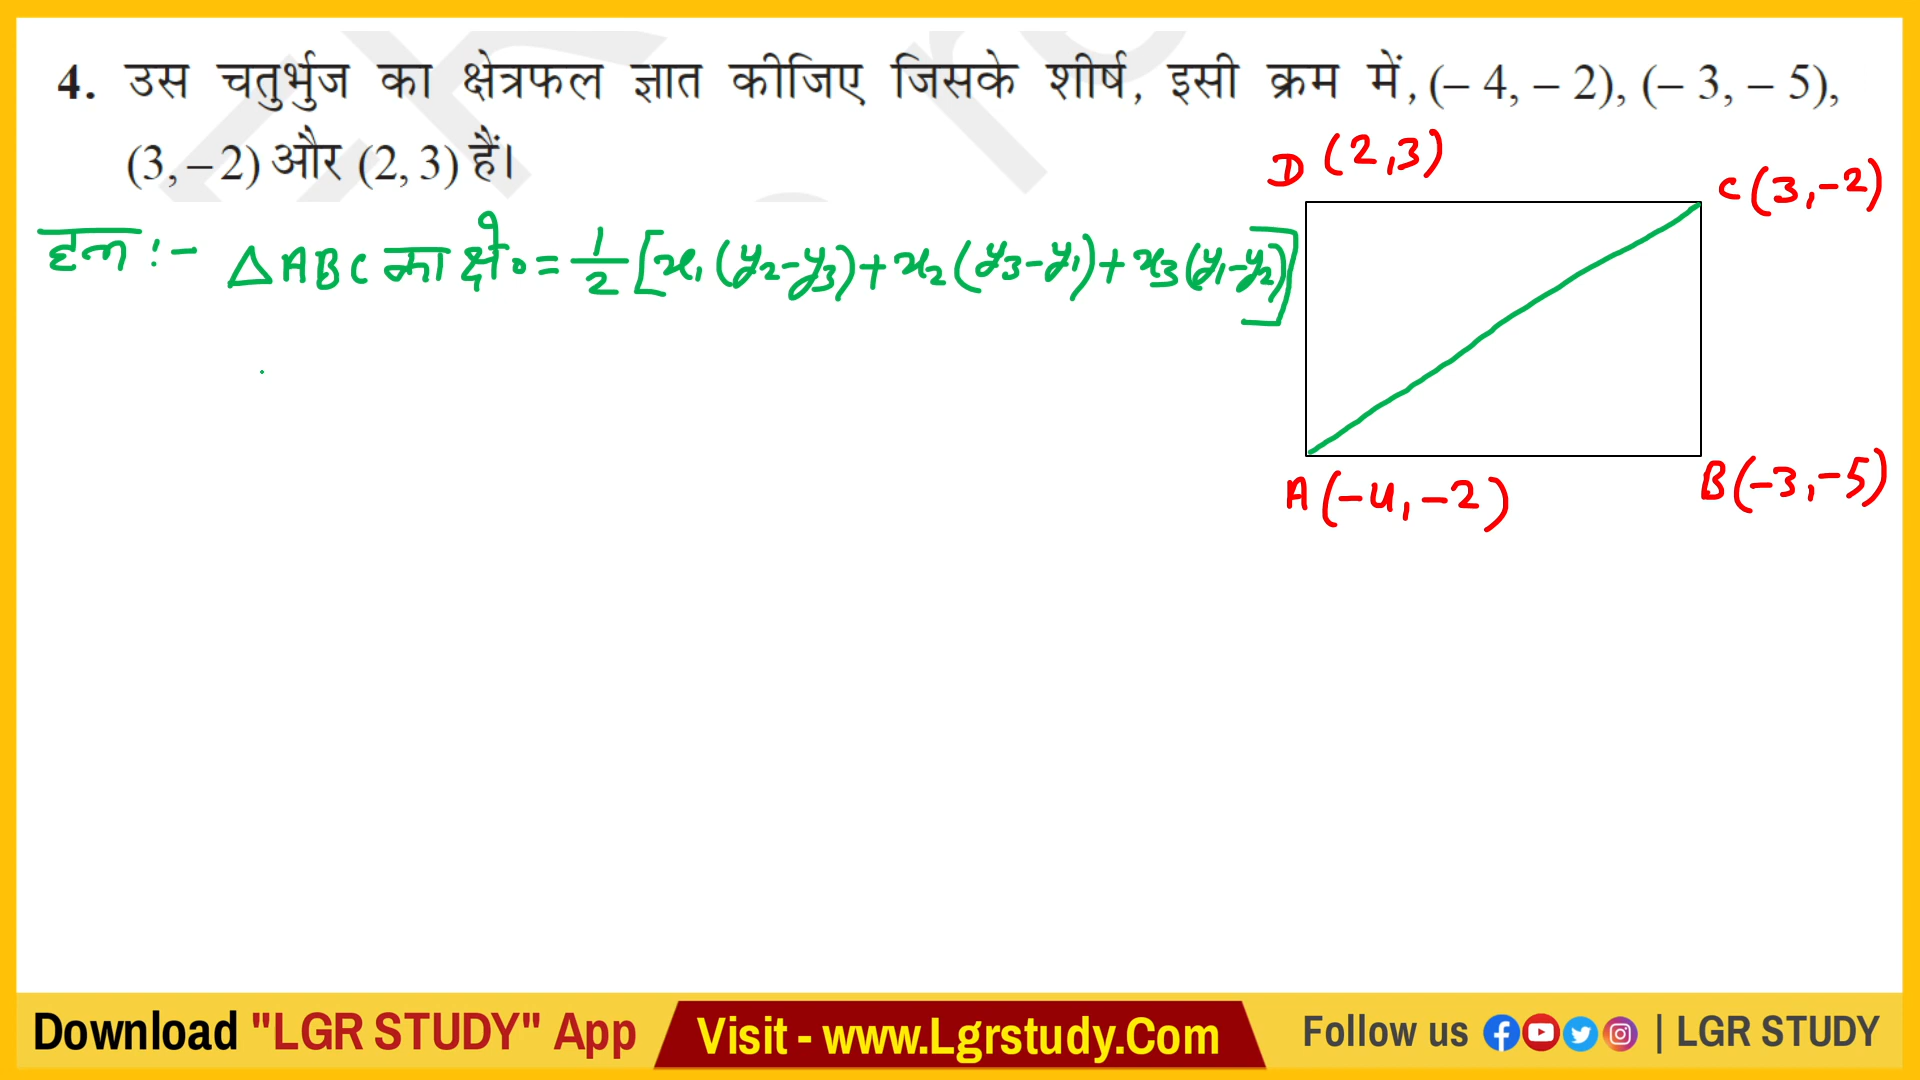 4. उस चतुर्भुज का क्षेत्रफल ज्ञात कीजिए जिसके शीर्ष, इसी क्रम में, (– 4, – 2), (– 3, – 5),
(3, – 2) और (2, 3) हैं।
D (2,3)
C(3,-2)
हल :- △ABC का क्षे० = 1/2 [x₁(y₂-y₃)+x₂(y₃-y₁)+x₃(y₁-y₂)]
A(-4,-2)
B(-3,-5)
Download "LGR STUDY" App
Visit - www.Lgrstudy.Com
Follow us | LGR STUDY